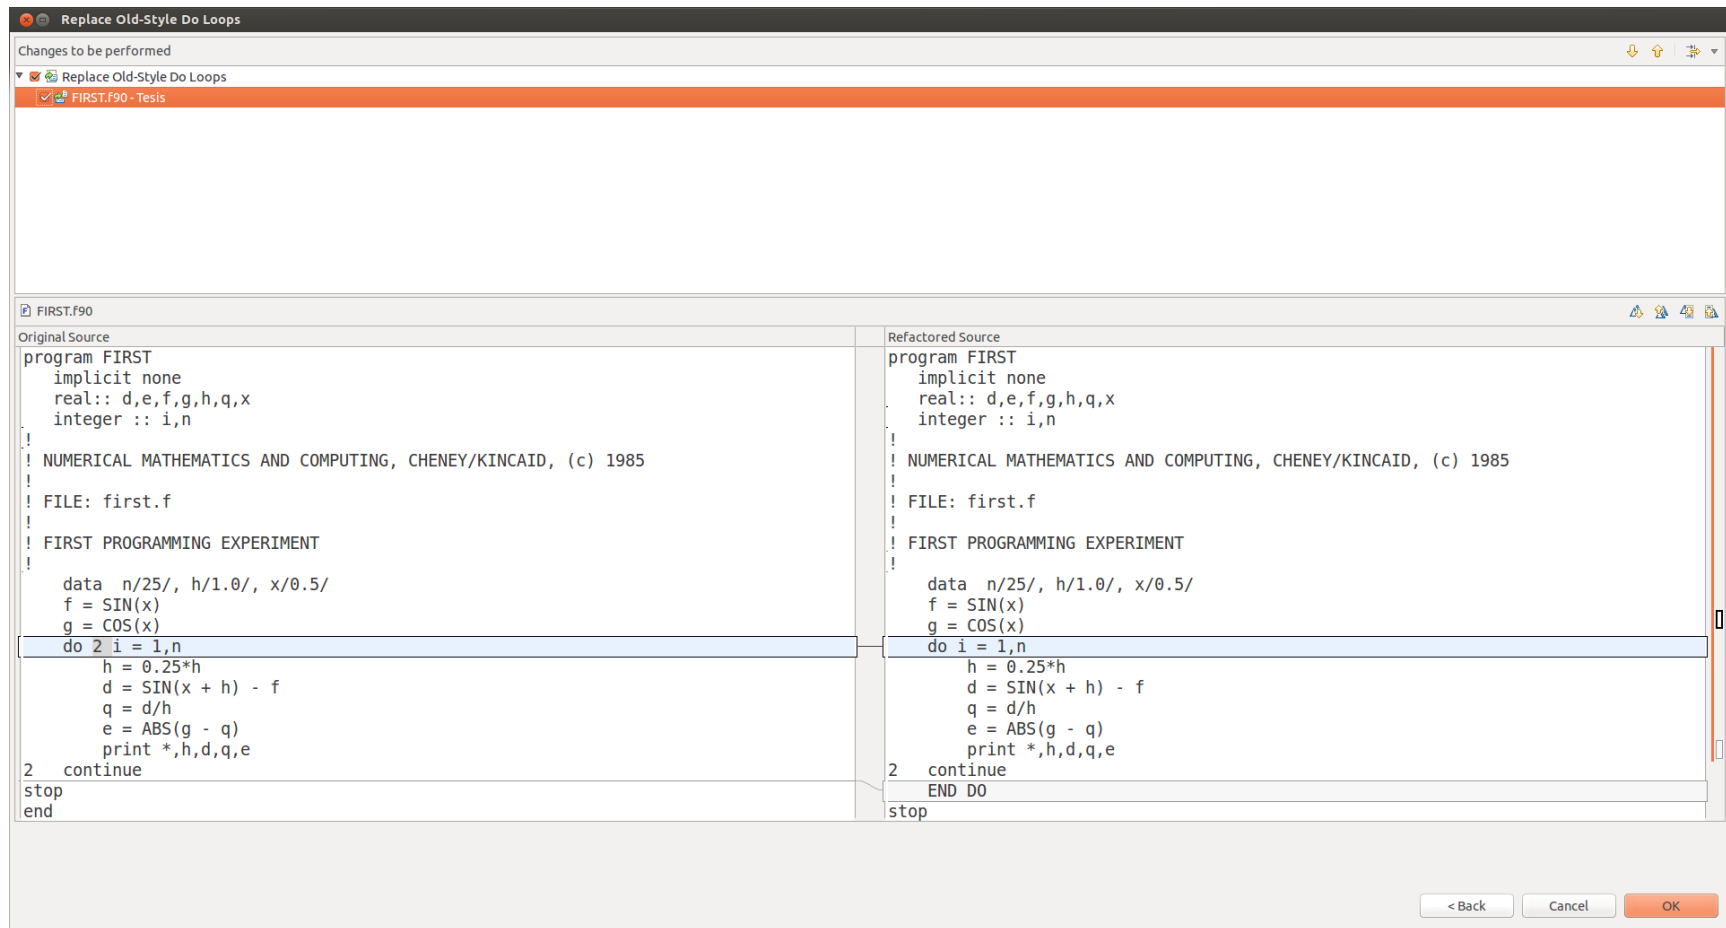 Replace Old-Style Do Loops
Changes to be performed
Replace Old-Style Do Loops
FIRST.f90 - Tesis
FIRST.f90
Original Source
program FIRST
implicit none
real:: d,e,f,g,h,q,x
integer :: i,n
!
! NUMERICAL MATHEMATICS AND COMPUTING, CHENEY/KINCAID, (c) 1985
!
! FILE: first.f
!
! FIRST PROGRAMMING EXPERIMENT
!
data  n/25/, h/1.0/, x/0.5/
f = SIN(x)
g = COS(x)
do 2 i = 1,n
h = 0.25*h
d = SIN(x + h) - f
q = d/h
e = ABS(g - q)
print *,h,d,q,e
2   continue
stop
end
Refactored Source
program FIRST
implicit none
real:: d,e,f,g,h,q,x
integer :: i,n
!
! NUMERICAL MATHEMATICS AND COMPUTING, CHENEY/KINCAID, (c) 1985
!
! FILE: first.f
!
! FIRST PROGRAMMING EXPERIMENT
!
data  n/25/, h/1.0/, x/0.5/
f = SIN(x)
g = COS(x)
do i = 1,n
h = 0.25*h
d = SIN(x + h) - f
q = d/h
e = ABS(g - q)
print *,h,d,q,e
2   continue
END DO
stop
< Back
Cancel
OK